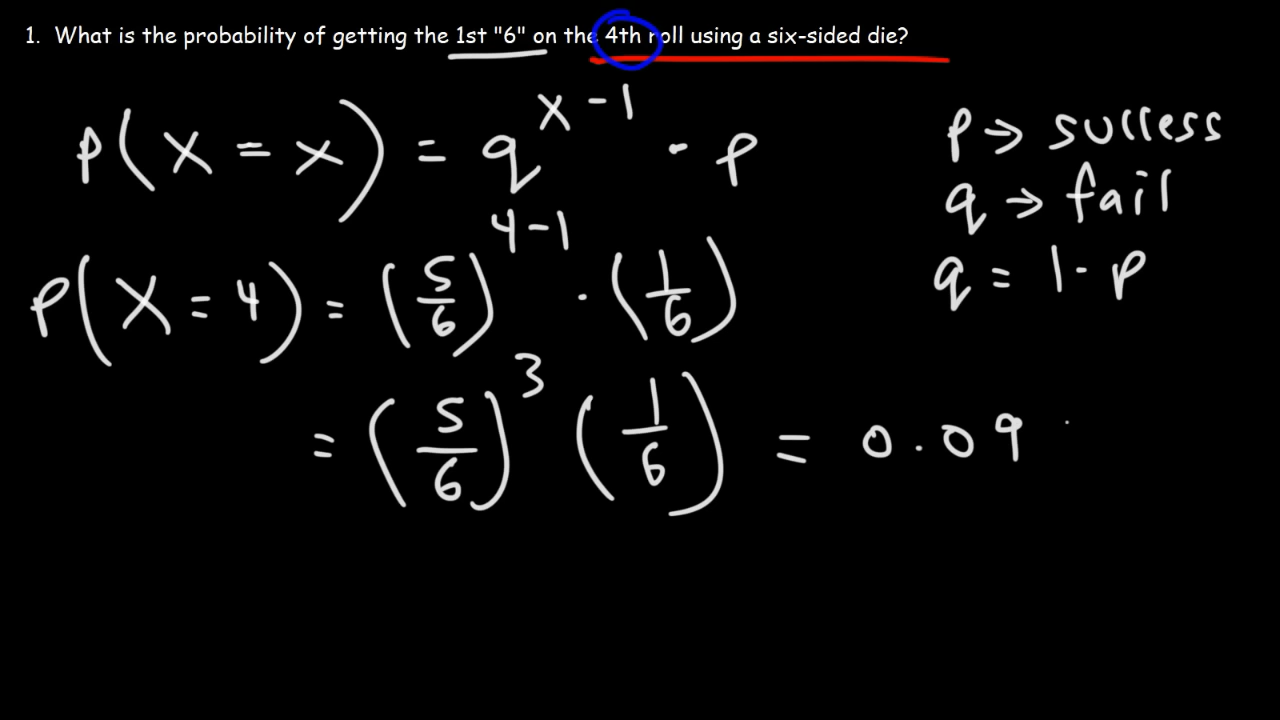 1. What is the probability of getting the 1st "6" on the 4th roll using a six-sided die?
P(X = x) = q^(x-1) · p
p → success
q → fail
q = 1 - p
P(X = 4) = (5/6)^(4-1) · (1/6)
= (5/6)^3 (1/6) = 0.09